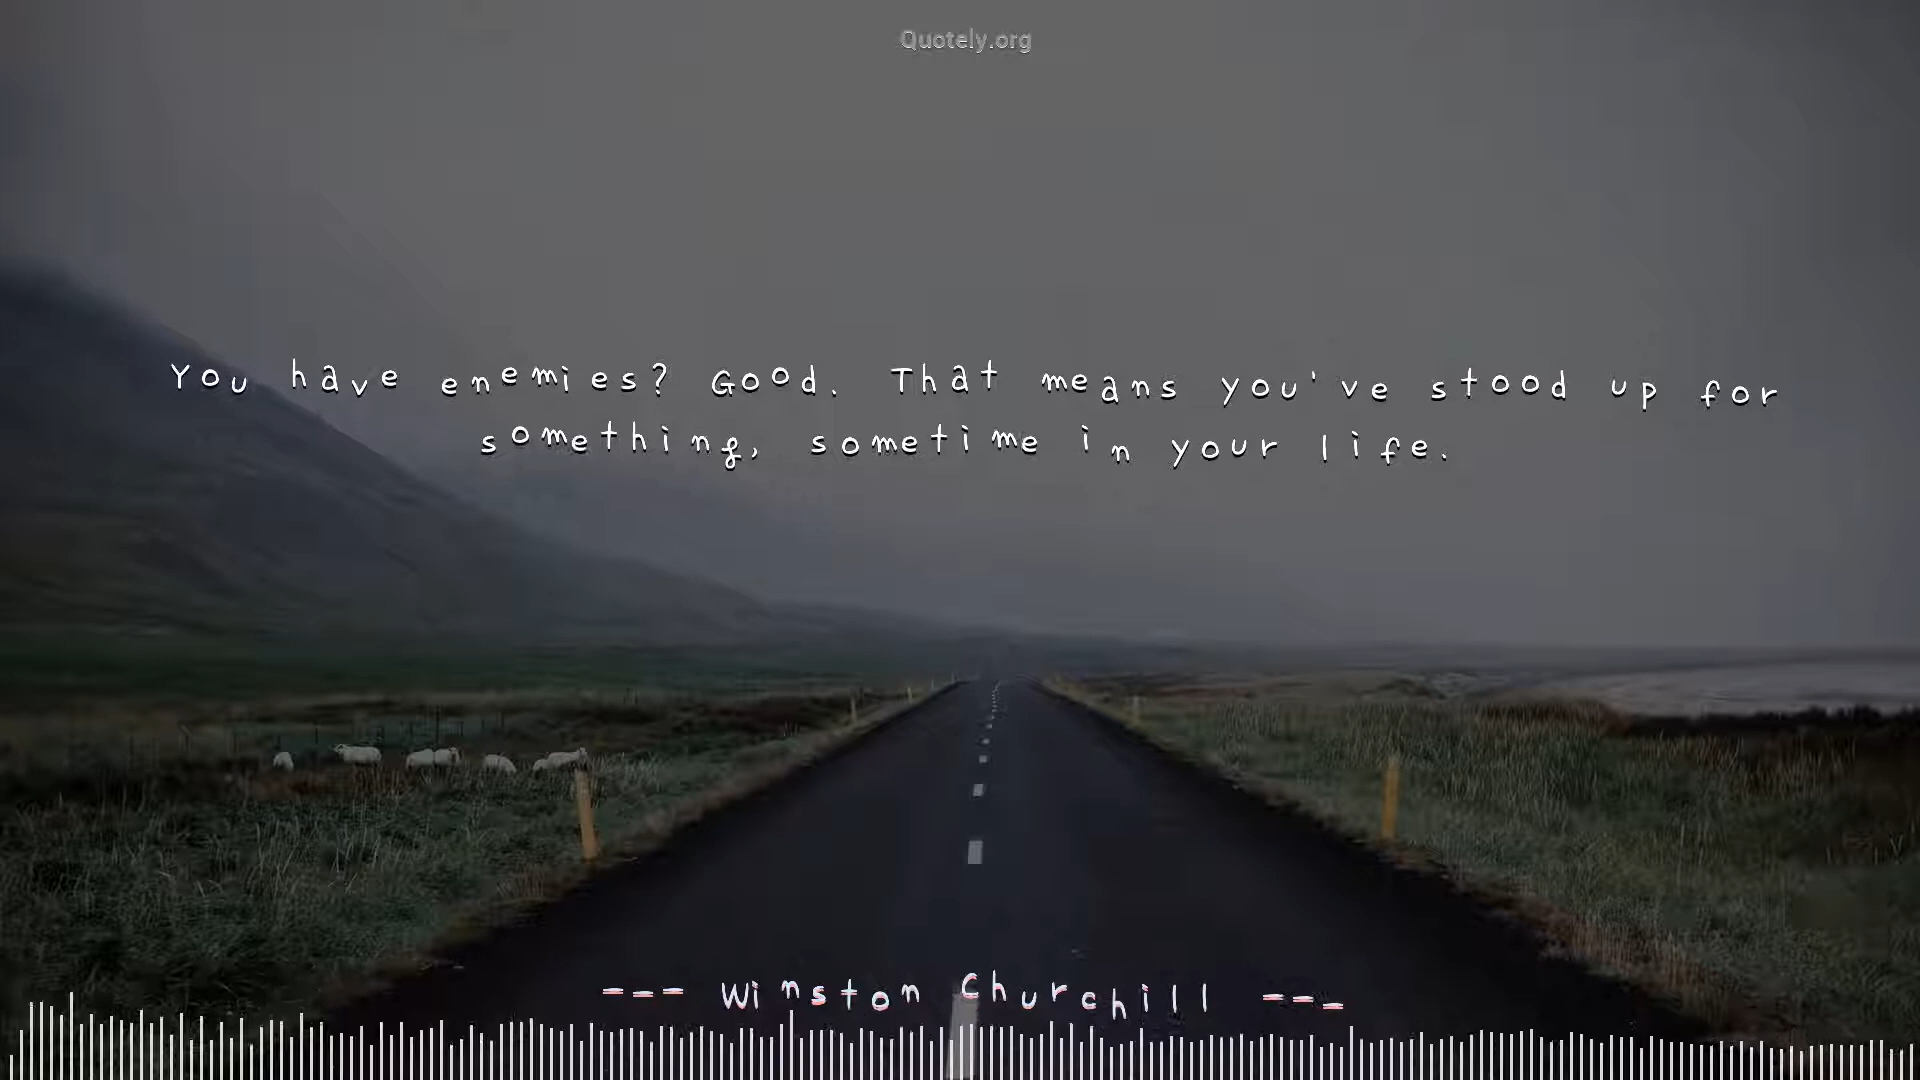 Quotely.org
You have enemies? Good. That means you've stood up for
something, sometime in your life.
--- Winston Churchill ---